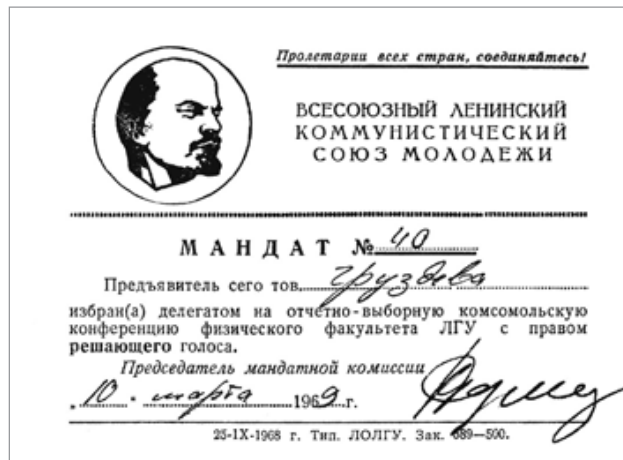 Пролетарии всех стран, соединяйтесь!
ВСЕСОЮЗНЫЙ ЛЕНИНСКИЙ
КОММУНИСТИЧЕСКИЙ
СОЮЗ МОЛОДЕЖИ
МАНДАТ № 40
Предъявитель сего тов. Груздева
избран(а) делегатом на отчетно-выборную комсомольскую
конференцию физического факультета ЛГУ с правом
решающего голоса.
Председатель мандатной комиссии
„10" марта 1969 г.
25-IX-1968 г. Тип. ЛОЛГУ. Зак. 689—500.